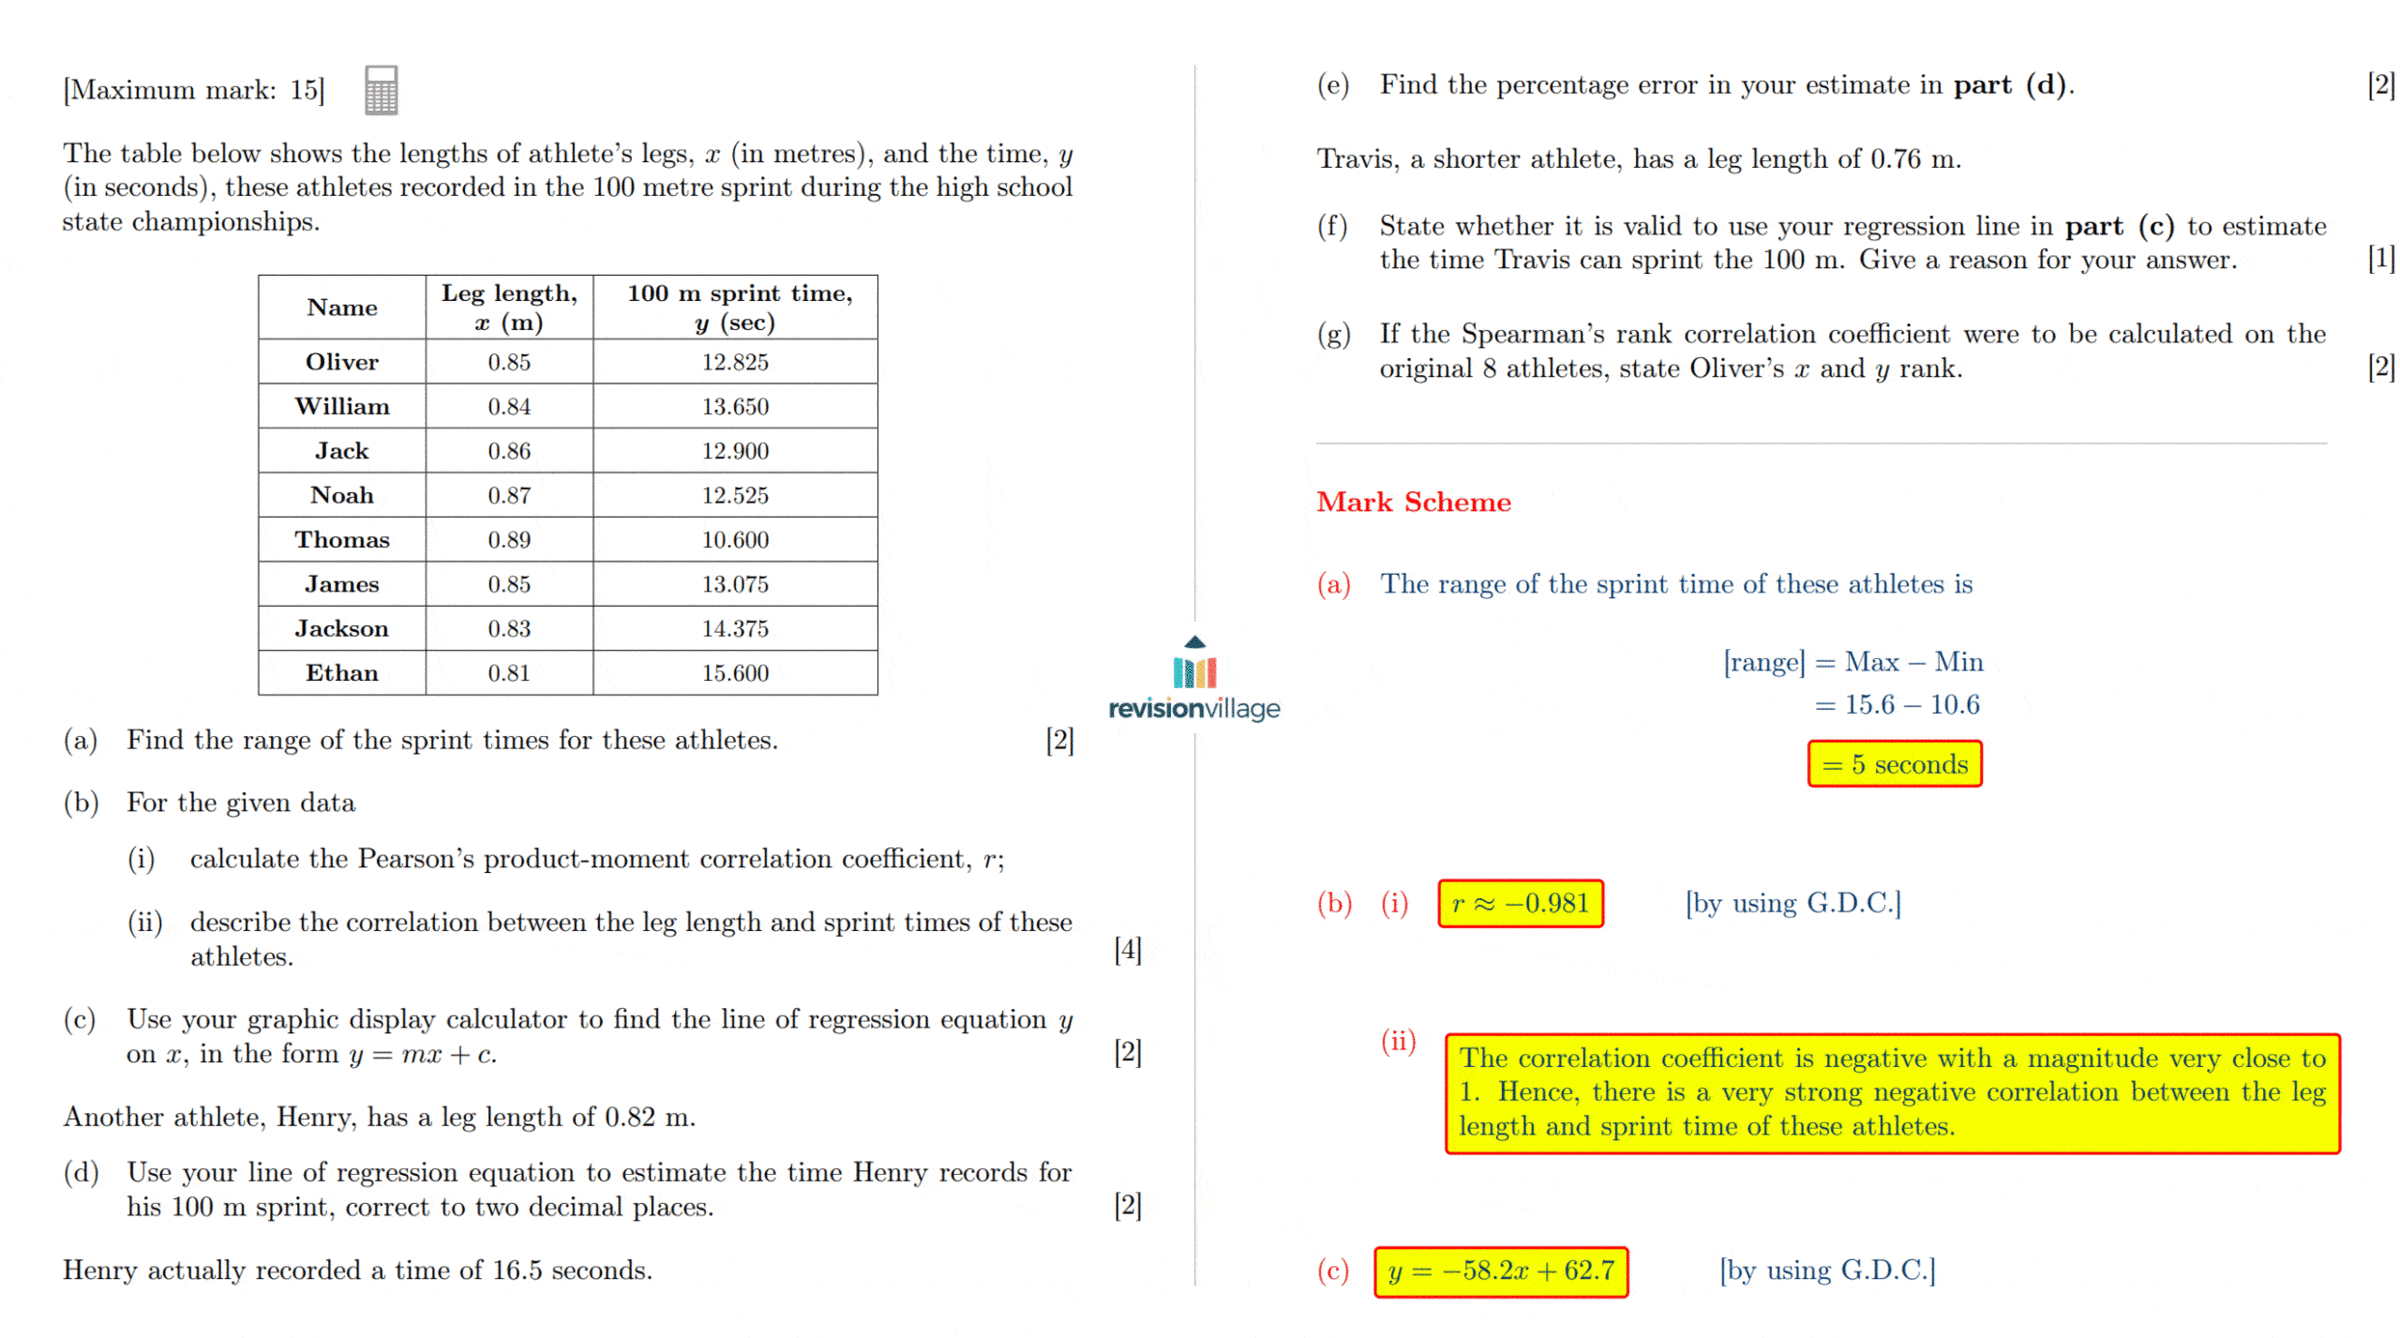 [Maximum mark: 15]
The table below shows the lengths of athlete's legs, x (in metres), and the time, y
(in seconds), these athletes recorded in the 100 metre sprint during the high school
state championships.
Name	Leg length, x (m)	100 m sprint time, y (sec)
Oliver	0.85	12.825
William	0.84	13.650
Jack	0.86	12.900
Noah	0.87	12.525
Thomas	0.89	10.600
James	0.85	13.075
Jackson	0.83	14.375
Ethan	0.81	15.600
(a) Find the range of the sprint times for these athletes. [2]
(b) For the given data
(i) calculate the Pearson's product-moment correlation coefficient, r;
(ii) describe the correlation between the leg length and sprint times of these
athletes. [4]
(c) Use your graphic display calculator to find the line of regression equation y
on x, in the form y = mx + c. [2]
Another athlete, Henry, has a leg length of 0.82 m.
(d) Use your line of regression equation to estimate the time Henry records for
his 100 m sprint, correct to two decimal places. [2]
Henry actually recorded a time of 16.5 seconds.
revisionvillage
(e) Find the percentage error in your estimate in part (d). [2]
Travis, a shorter athlete, has a leg length of 0.76 m.
(f) State whether it is valid to use your regression line in part (c) to estimate
the time Travis can sprint the 100 m. Give a reason for your answer. [1]
(g) If the Spearman's rank correlation coefficient were to be calculated on the
original 8 athletes, state Oliver's x and y rank. [2]
Mark Scheme
(a) The range of the sprint time of these athletes is
[range] = Max − Min
= 15.6 − 10.6
= 5 seconds
(b) (i) r ≈ −0.981 [by using G.D.C.]
(ii) The correlation coefficient is negative with a magnitude very close to
1. Hence, there is a very strong negative correlation between the leg
length and sprint time of these athletes.
(c) y = −58.2x + 62.7 [by using G.D.C.]